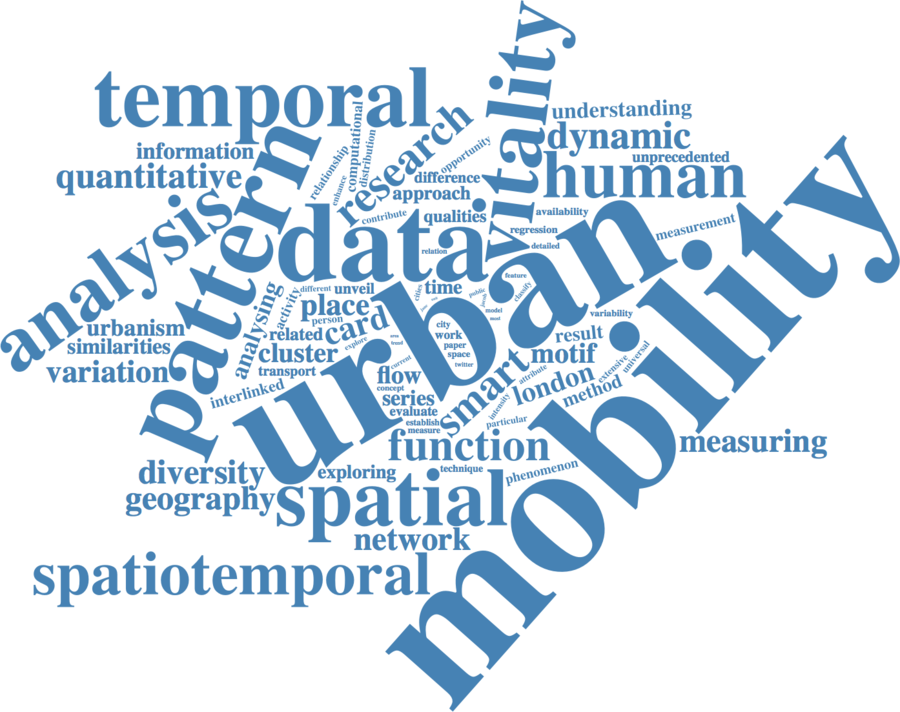 vitality
temporal
understanding
dynamic
unprecedented
human
information
quantitative
pattern
computational
distribution
relationship
enhance
research
opportunity
difference
approach
contribute
qualities
availability
regression
detailed
measurement
analysis
data
relation
mobility
urban
urbanism
similarities
variation
analysing
activity
different
unveil
place
person
card
related
explore
cluster
transport
interlinked
time
cities
feature
classify
public
model
most
variability
city
work
paper
space
twitter
current
flow
concept
series
evaluate
establish
measure
smart
attribute
intensity
particular
result
motif
london
method
extensive
universal
measuring
function
diversity
geography
exploring
technique
phenomenon
spatial
network
spatiotemporal